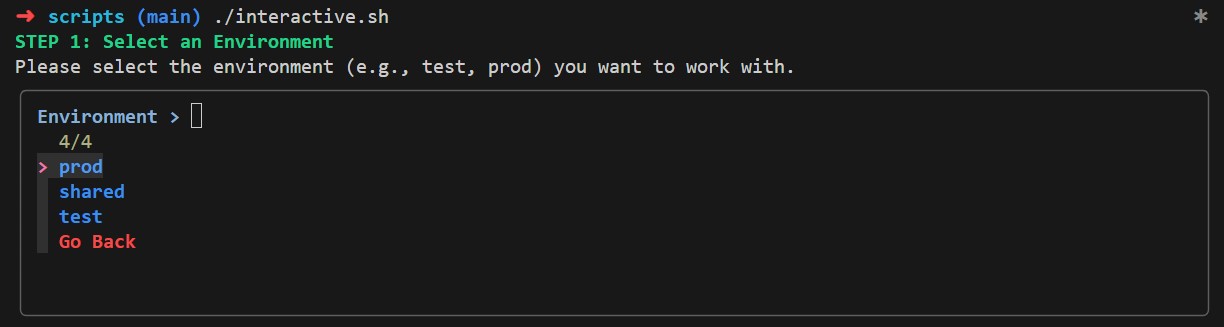 → scripts (main) ./interactive.sh *
STEP 1: Select an Environment
Please select the environment (e.g., test, prod) you want to work with.
Environment >
4/4
> prod
shared
test
Go Back